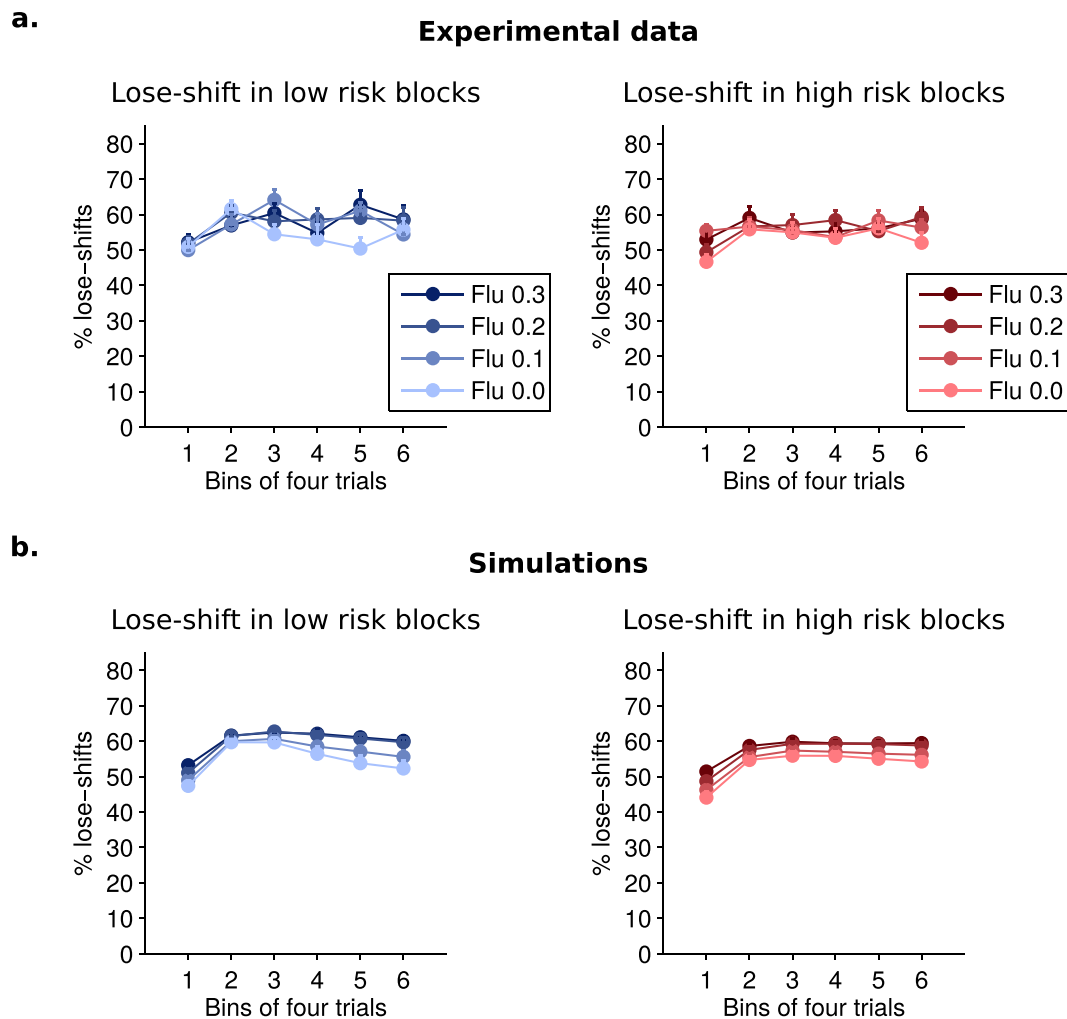 a.
Experimental data
Lose-shift in low risk blocks
80
70
60
50
40
30
20
10
0
% lose−shifts
1 2 3 4 5 6
Bins of four trials
Flu 0.3
Flu 0.2
Flu 0.1
Flu 0.0
Lose-shift in high risk blocks
80
70
60
50
40
30
20
10
0
% lose−shifts
1 2 3 4 5 6
Bins of four trials
Flu 0.3
Flu 0.2
Flu 0.1
Flu 0.0
b.
Simulations
Lose-shift in low risk blocks
80
70
60
50
40
30
20
10
0
% lose−shifts
1 2 3 4 5 6
Bins of four trials
Lose-shift in high risk blocks
80
70
60
50
40
30
20
10
0
% lose−shifts
1 2 3 4 5 6
Bins of four trials